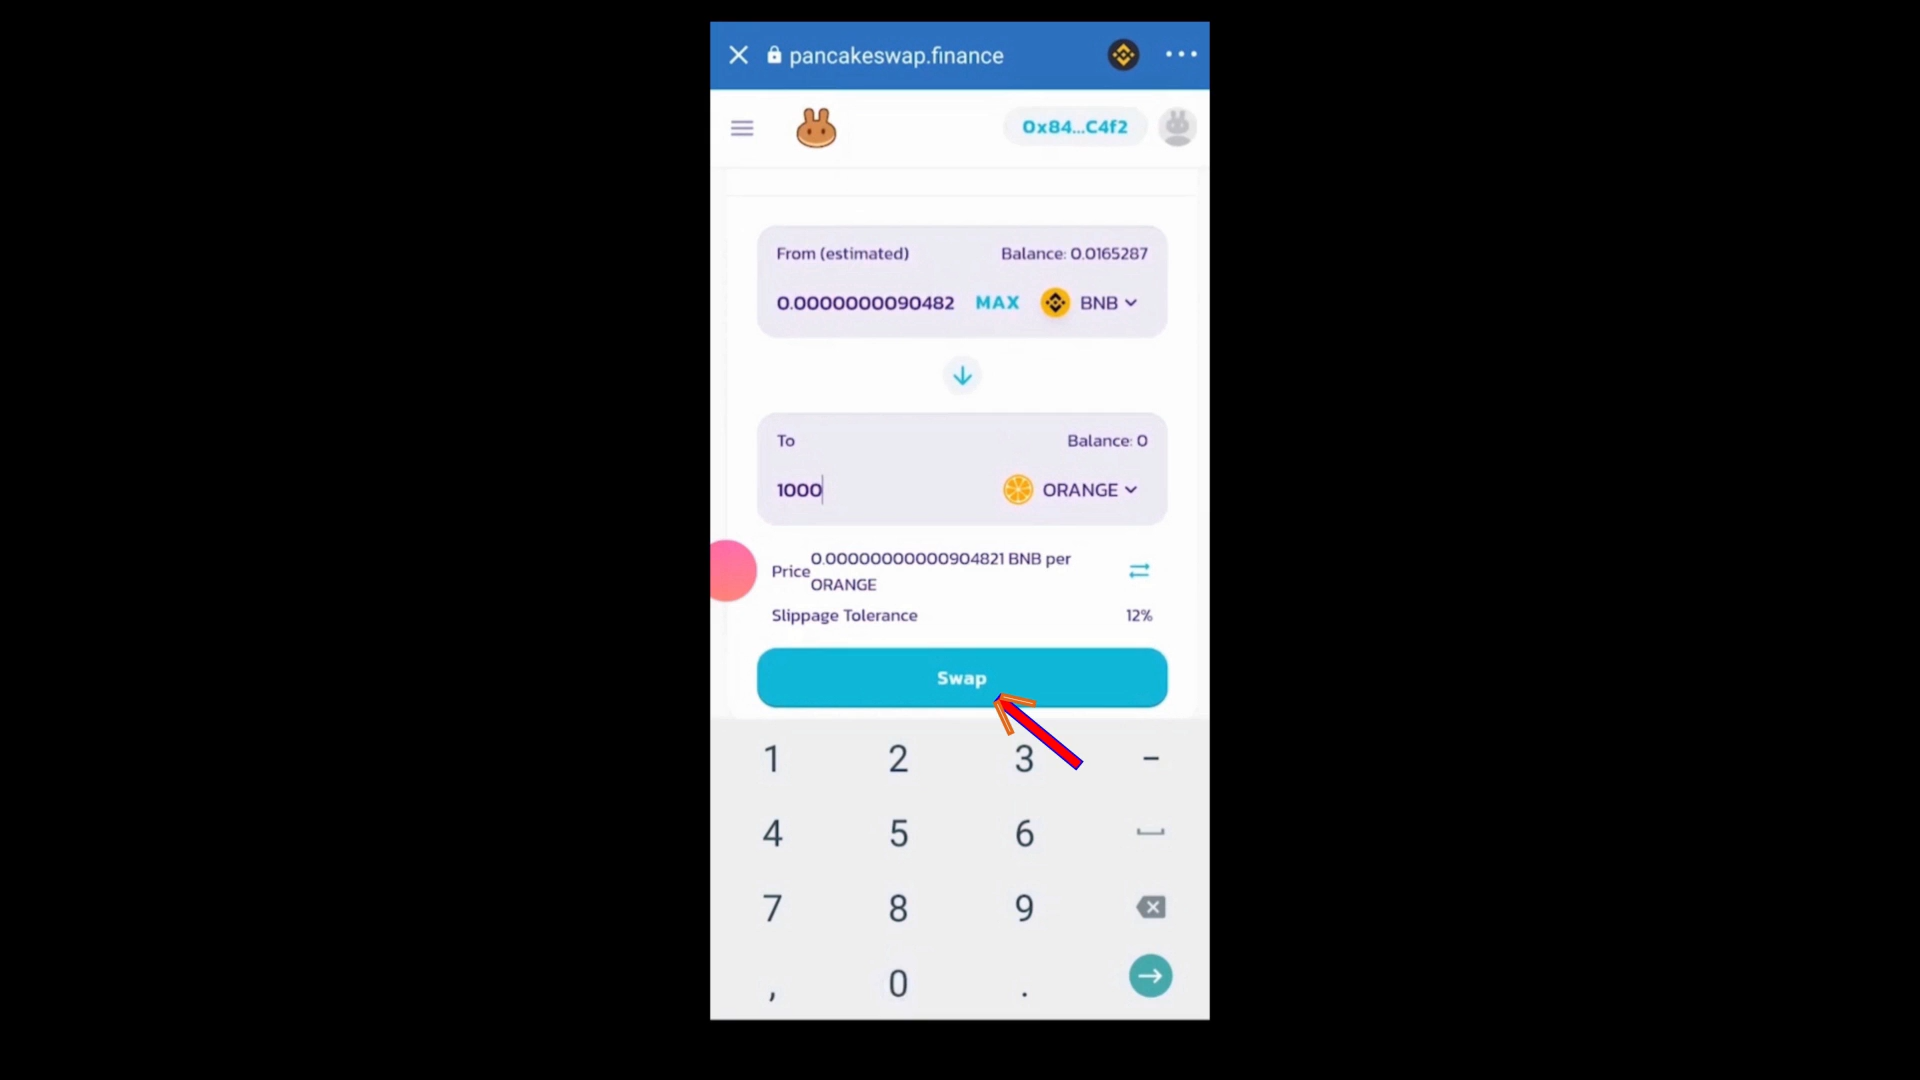 pancakeswap.finance
0x84...C4f2
From (estimated) Balance: 0.0165287
0.0000000090482 MAX BNB
To Balance: 0
1000 ORANGE
Price 0.00000000000904821 BNB per
ORANGE
Slippage Tolerance 12%
Swap
1 2 3 -
4 5 6
7 8 9
, 0 .